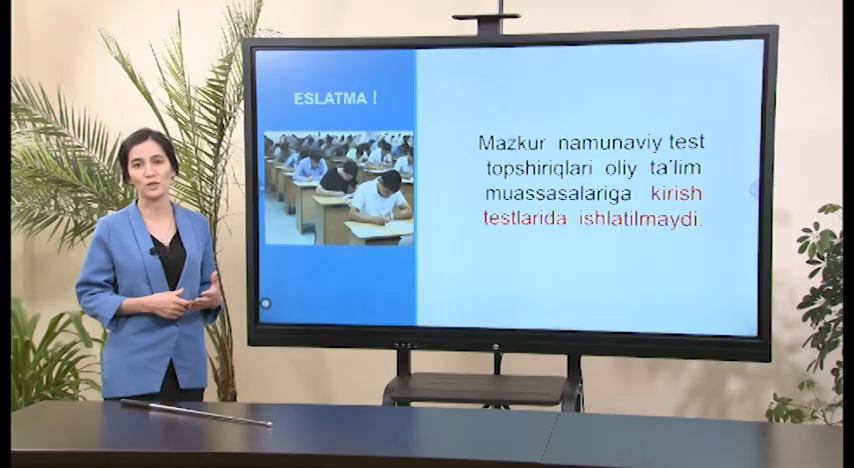 ESLATMA !
Mazkur namunaviy test
topshiriqlari oliy ta'lim
muassasalariga kirish
testlarida ishlatilmaydi.